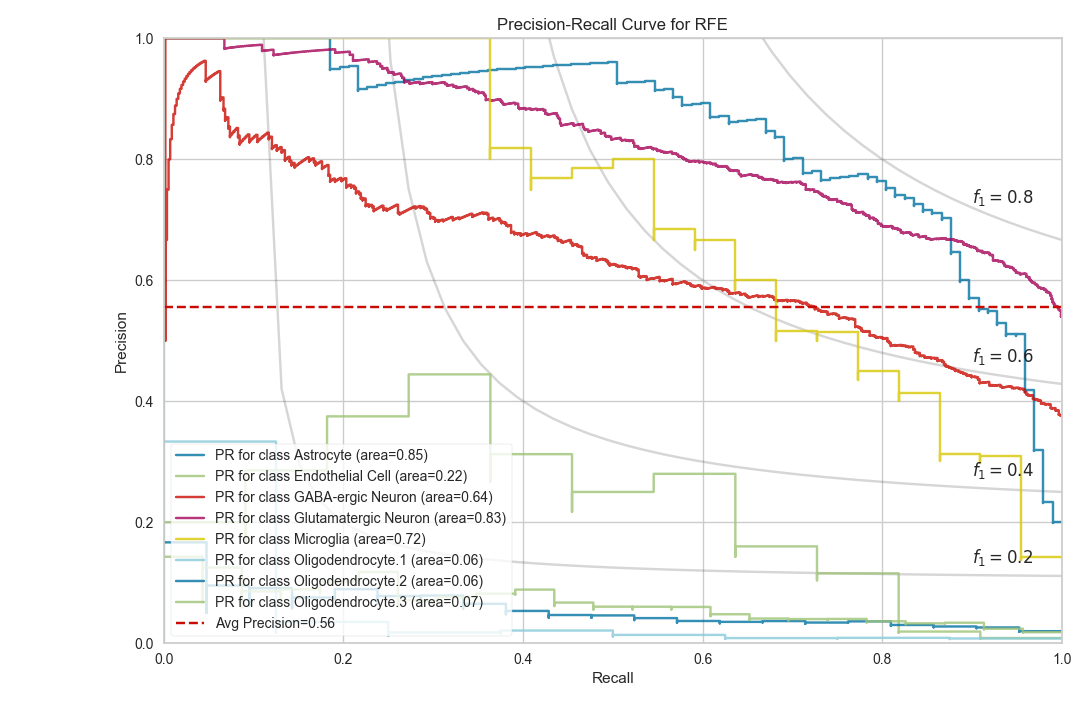 Precision-Recall Curve for RFE
1.0
0.8
0.6
0.4
0.2
0.0
Precision
f1 = 0.8
f1 = 0.6
f1 = 0.4
f1 = 0.2
PR for class Astrocyte (area=0.85)
PR for class Endothelial Cell (area=0.22)
PR for class GABA-ergic Neuron (area=0.64)
PR for class Glutamatergic Neuron (area=0.83)
PR for class Microglia (area=0.72)
PR for class Oligodendrocyte.1 (area=0.06)
PR for class Oligodendrocyte.2 (area=0.06)
PR for class Oligodendrocyte.3 (area=0.07)
Avg Precision=0.56
0.0 0.2 0.4 0.6 0.8 1.0
Recall